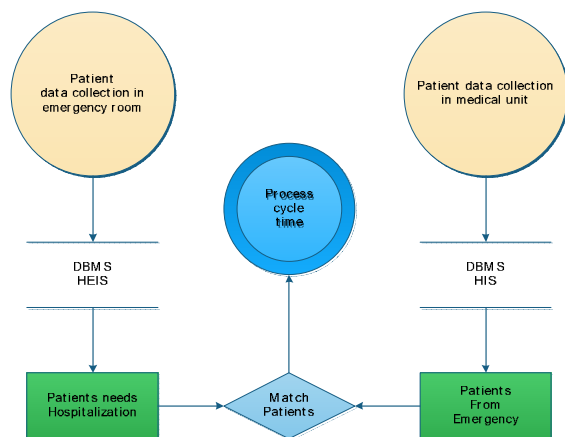 Patient
data collection in
emergency room
Patient data collection
in medical unit
Process
cycle
time
DBMS
HEIS
DBMS
HIS
Patients needs
Hospitalization
Match
Patients
Patients
From
Emergency